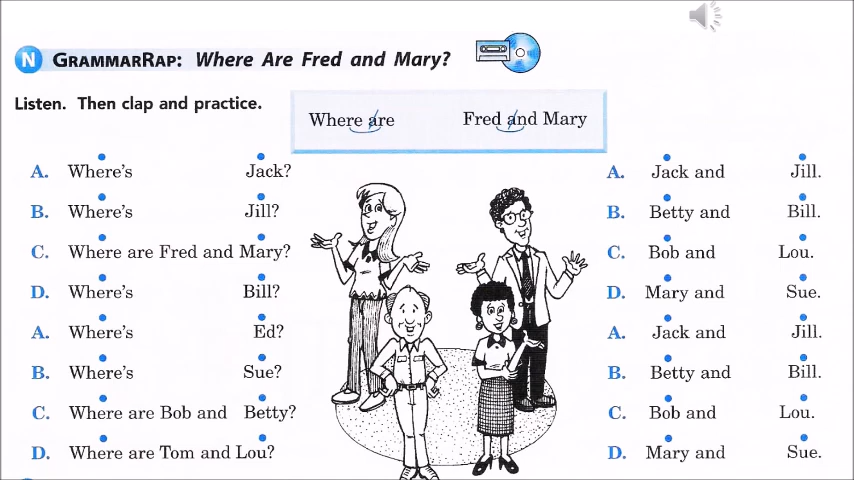 N GRAMMARRAP: Where Are Fred and Mary?
Listen. Then clap and practice.
Where are Fred and Mary
A. Where's Jack?
B. Where's Jill?
C. Where are Fred and Mary?
D. Where's Bill?
A. Where's Ed?
B. Where's Sue?
C. Where are Bob and Betty?
D. Where are Tom and Lou?
A. Jack and Jill.
B. Betty and Bill.
C. Bob and Lou.
D. Mary and Sue.
A. Jack and Jill.
B. Betty and Bill.
C. Bob and Lou.
D. Mary and Sue.